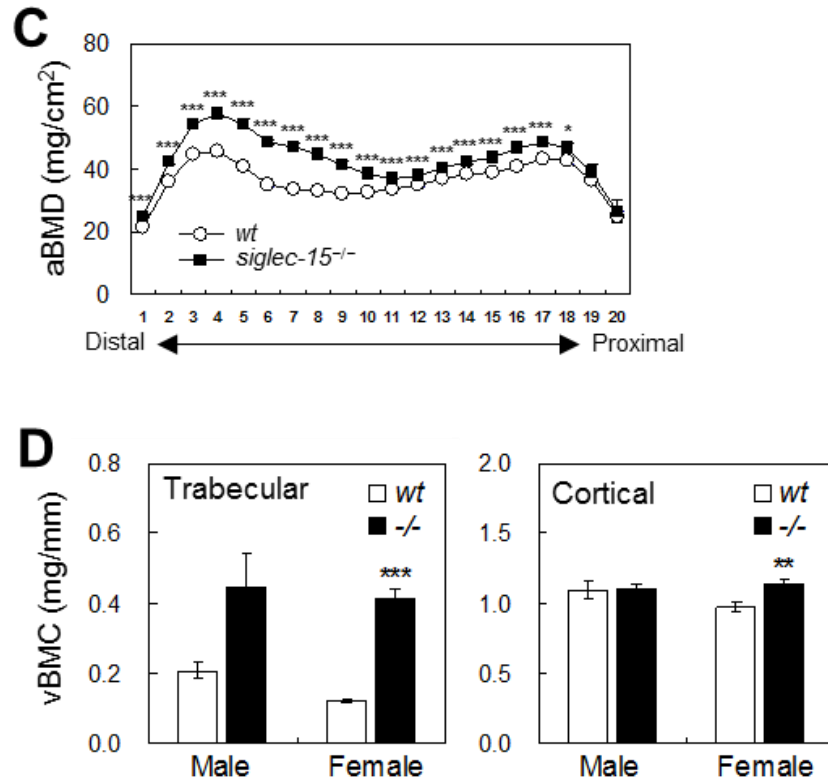 C
aBMD (mg/cm²)
80
60
40
20
0
*** *** *** *** *** *** *** *** *** *** *** *** *** *** *** *** *** *
wt
siglec-15⁻/⁻
1 2 3 4 5 6 7 8 9 10 11 12 13 14 15 16 17 18 19 20
Distal Proximal
D
vBMC (mg/mm)
0.8
0.6
0.4
0.2
0.0
Trabecular
wt
-/-
***
Male Female
2.0
1.5
1.0
0.5
0.0
Cortical
wt
-/-
**
Male Female